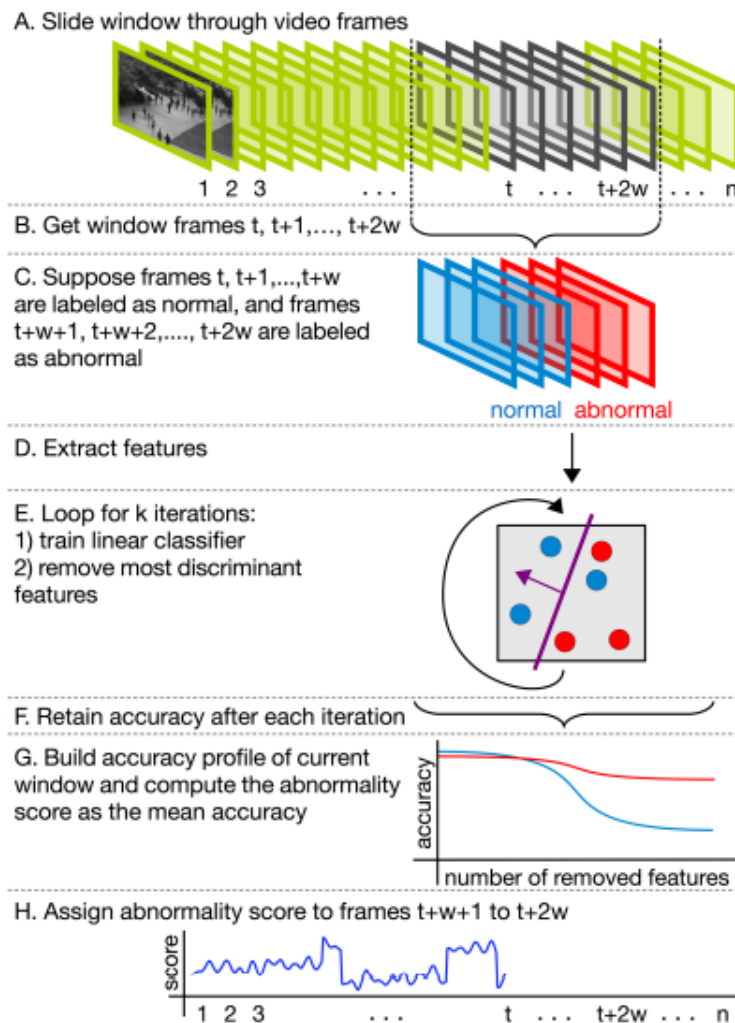 A. Slide window through video frames
1 2 3 . . . t . . . t+2w . . . n
B. Get window frames t, t+1,..., t+2w
C. Suppose frames t, t+1,...,t+w
are labeled as normal, and frames
t+w+1, t+w+2,...., t+2w are labeled
as abnormal
normal abnormal
D. Extract features
E. Loop for k iterations:
1) train linear classifier
2) remove most discriminant
features
F. Retain accuracy after each iteration
G. Build accuracy profile of current
window and compute the abnormality
score as the mean accuracy
accuracy
number of removed features
H. Assign abnormality score to frames t+w+1 to t+2w
score
1 2 3 . . . t . . . t+2w . . . n